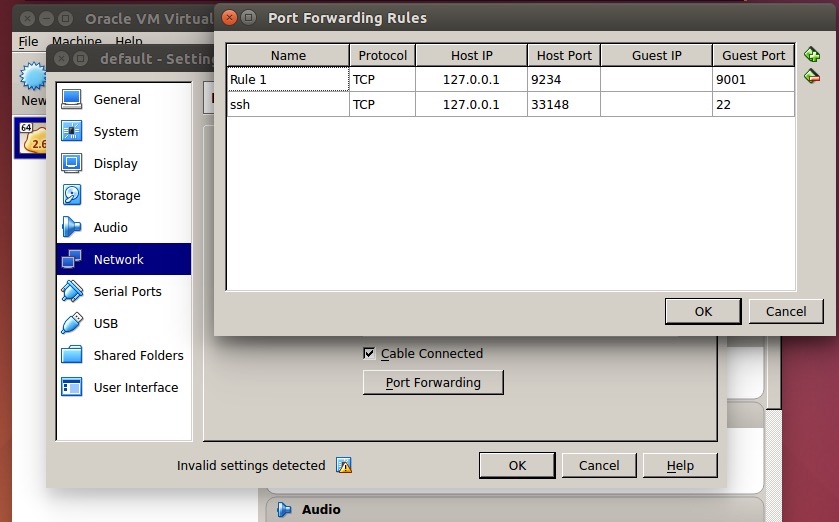 Oracle VM Virtual
File Machine Help
New
64
2.6
default - Settin
General
System
Display
Storage
Audio
Network
Serial Ports
USB
Shared Folders
User Interface
Port Forwarding Rules
Name Protocol Host IP Host Port Guest IP Guest Port
Rule 1 TCP 127.0.0.1 9234 9001
ssh TCP 127.0.0.1 33148 22
OK Cancel
Cable Connected
Port Forwarding
Invalid settings detected
OK Cancel Help
Audio